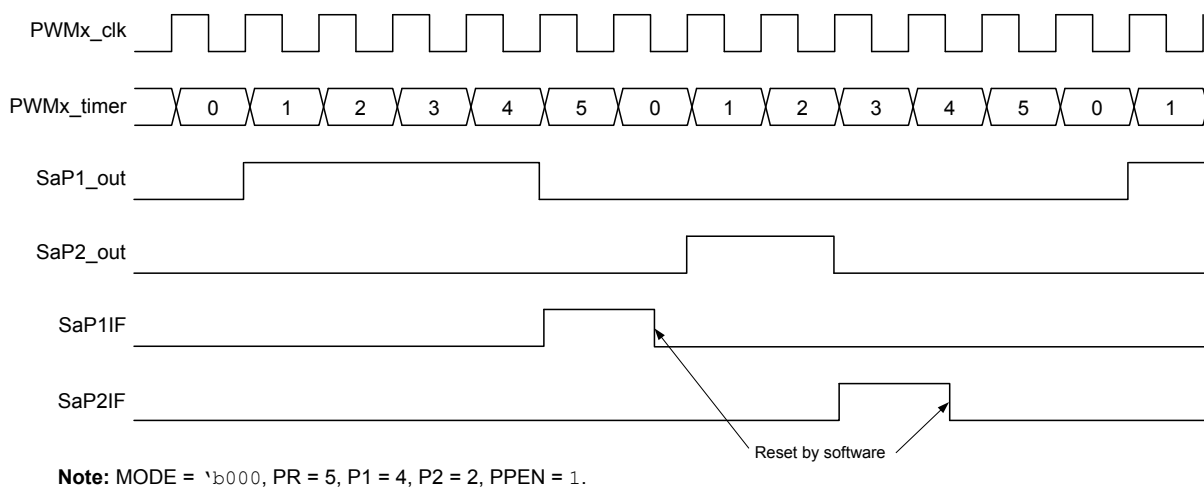 PWMx_clk
PWMx_timer 0 1 2 3 4 5 0 1 2 3 4 5 0 1
SaP1_out
SaP2_out
SaP1IF
SaP2IF
Reset by software
Note: MODE = ‘b000, PR = 5, P1 = 4, P2 = 2, PPEN = 1.